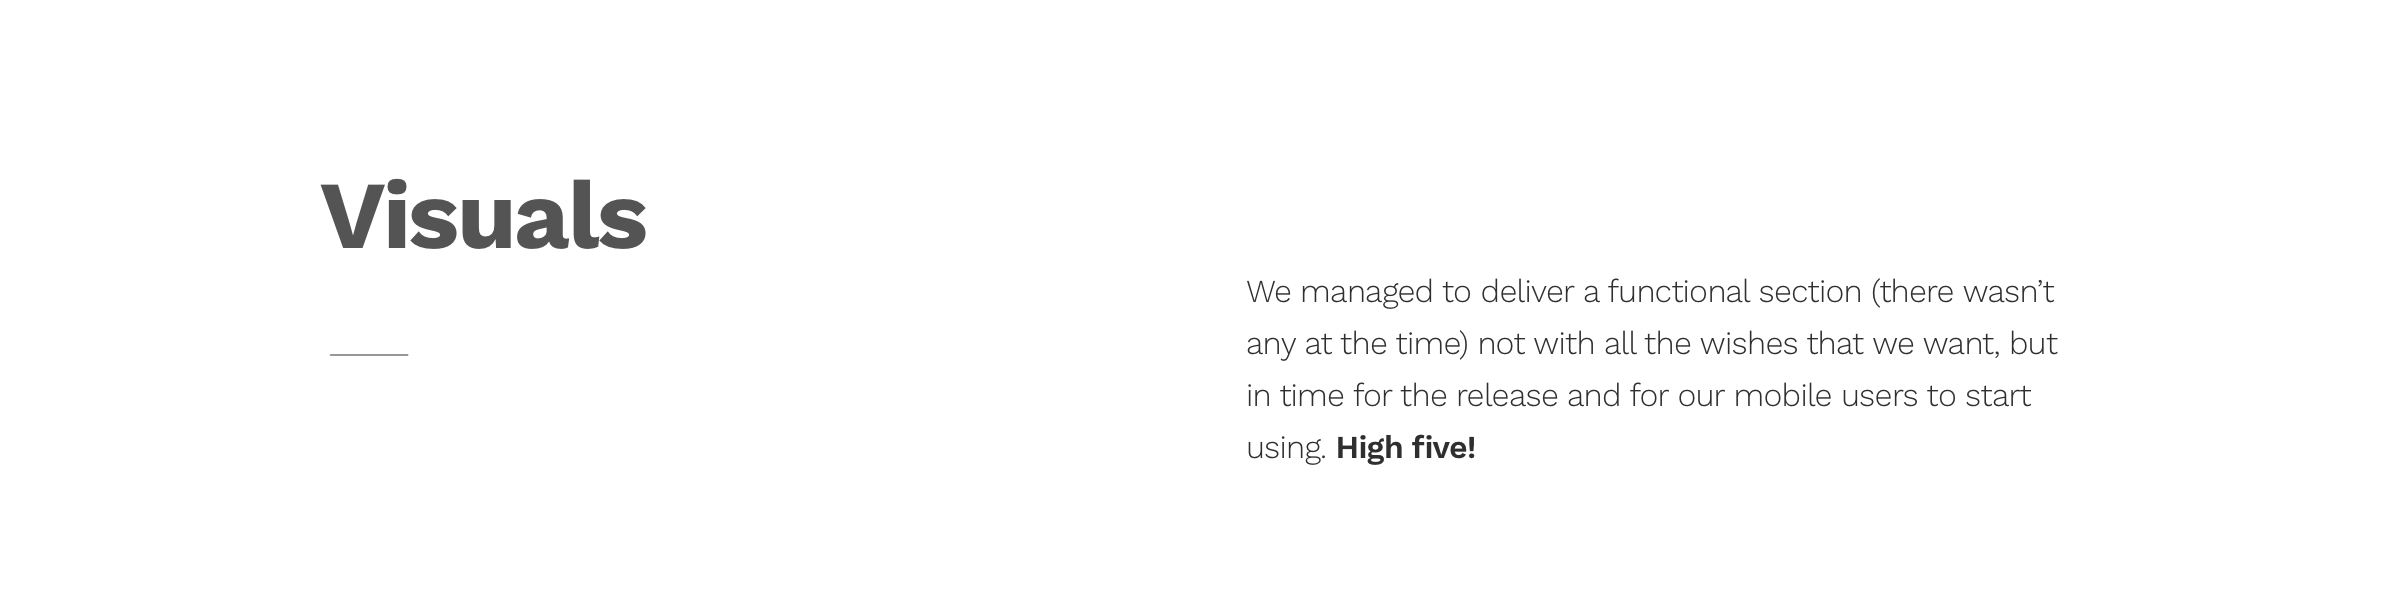 Visuals
We managed to deliver a functional section (there wasn’t
any at the time) not with all the wishes that we want, but
in time for the release and for our mobile users to start
using. High five!